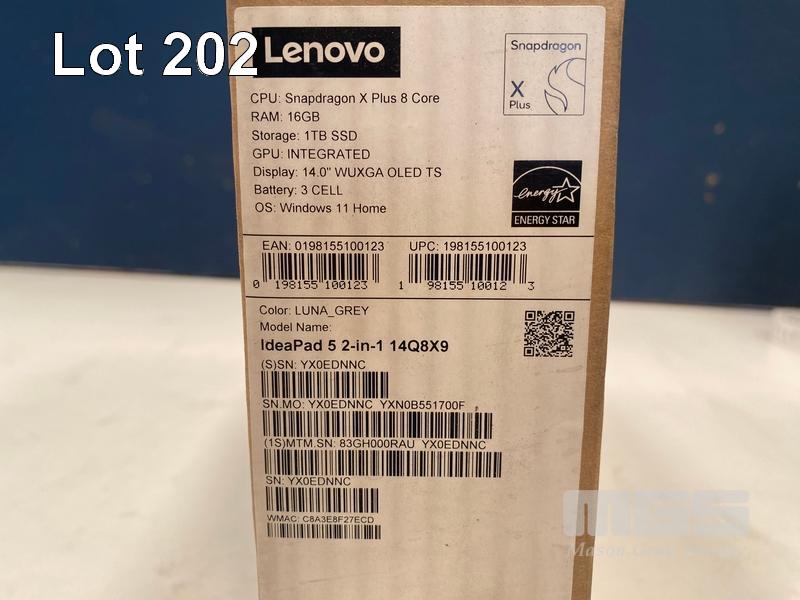 Lot 202
Lenovo
Snapdragon
X
Plus
CPU: Snapdragon X Plus 8 Core
RAM: 16GB
Storage: 1TB SSD
GPU: INTEGRATED
Display: 14.0" WUXGA OLED TS
Battery: 3 CELL
OS: Windows 11 Home
energy
ENERGY STAR
EAN: 0198155100123 UPC: 198155100123
0 198155 100123 1 98155 10012 3
Color: LUNA_GREY
Model Name:
IdeaPad 5 2-in-1 14Q8X9
(S)SN: YX0EDNNC
SN.MO: YX0EDNNC YXN0B551700F
(1S)MTM.SN: 83GH000RAU YX0EDNNC
SN: YX0EDNNC
WMAC: C8A3E8F27ECD
MGS
Mason Gray